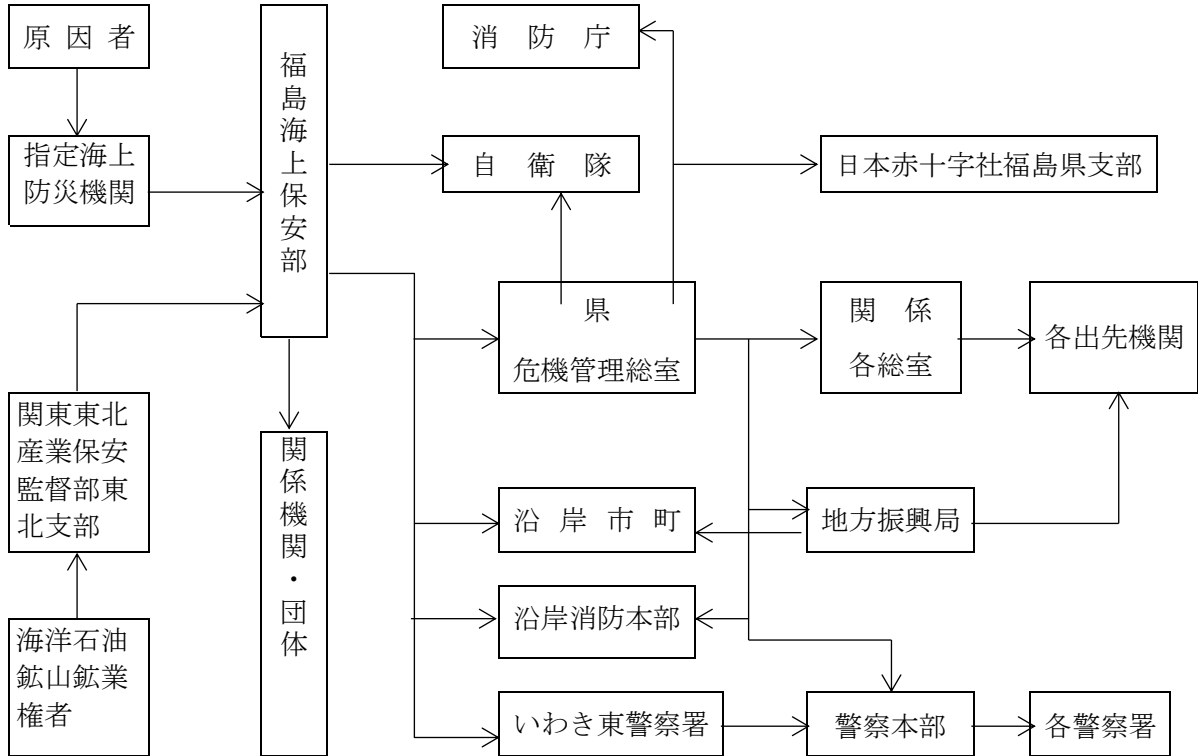 原因者
指定海上
防災機関
関東東北
産業保安
監督部東
北支部
海洋石油
鉱山鉱業
権者
福島海上保安部
関係機関・団体
消防庁
自衛隊
日本赤十字社福島県支部
県
危機管理総室
関係
各総室
各出先機関
沿岸市町
地方振興局
沿岸消防本部
いわき東警察署
警察本部
各警察署